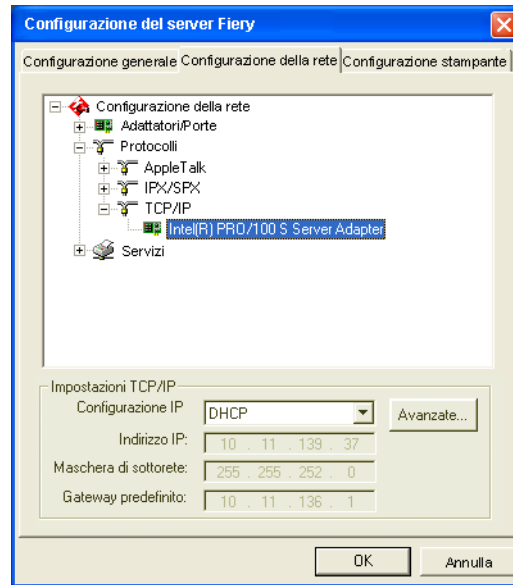 Configurazione del server Fiery
Configurazione generale Configurazione della rete Configurazione stampante
Configurazione della rete
Adattatori/Porte
Protocolli
AppleTalk
IPX/SPX
TCP/IP
Intel(R) PRO/100 S Server Adapter
Servizi
Impostazioni TCP/IP
Configurazione IP DHCP Avanzate...
Indirizzo IP: 10 . 11 . 139 . 37
Maschera di sottorete: 255 . 255 . 252 . 0
Gateway predefinito: 10 . 11 . 136 . 1
OK Annulla